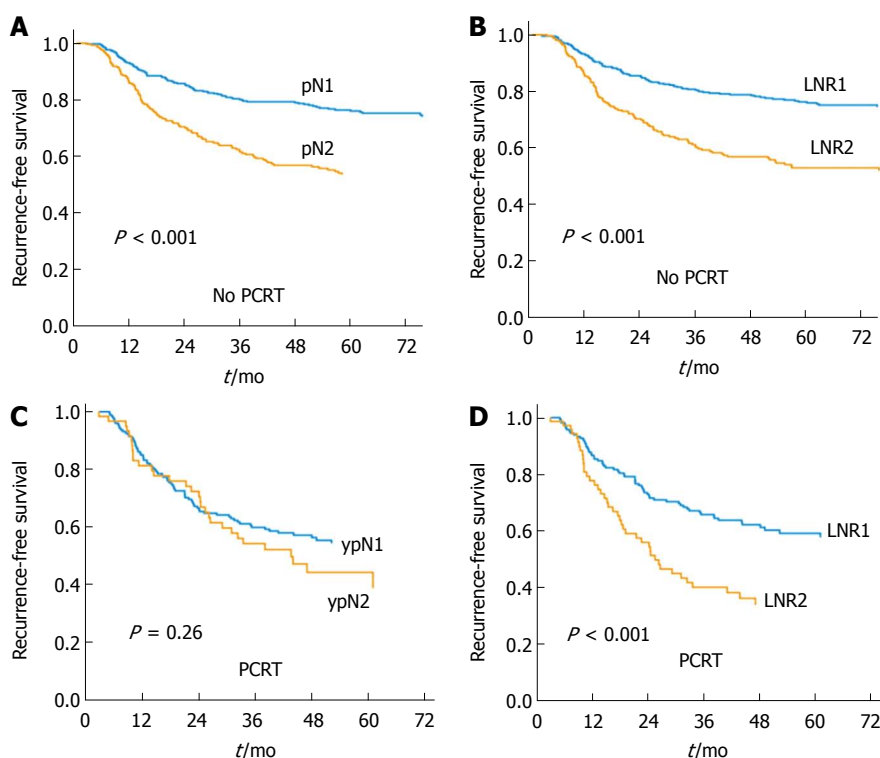 A
Recurrence-free survival
1.0
0.8
0.6
0.4
0.2
0.0
pN1
pN2
P < 0.001
No PCRT
0 12 24 36 48 60 72
t/mo
B
Recurrence-free survival
1.0
0.8
0.6
0.4
0.2
0.0
LNR1
LNR2
P < 0.001
No PCRT
0 12 24 36 48 60 72
t/mo
C
Recurrence-free survival
1.0
0.8
0.6
0.4
0.2
0.0
ypN1
ypN2
P = 0.26
PCRT
0 12 24 36 48 60 72
t/mo
D
Recurrence-free survival
1.0
0.8
0.6
0.4
0.2
0.0
LNR1
LNR2
P < 0.001
PCRT
0 12 24 36 48 60 72
t/mo